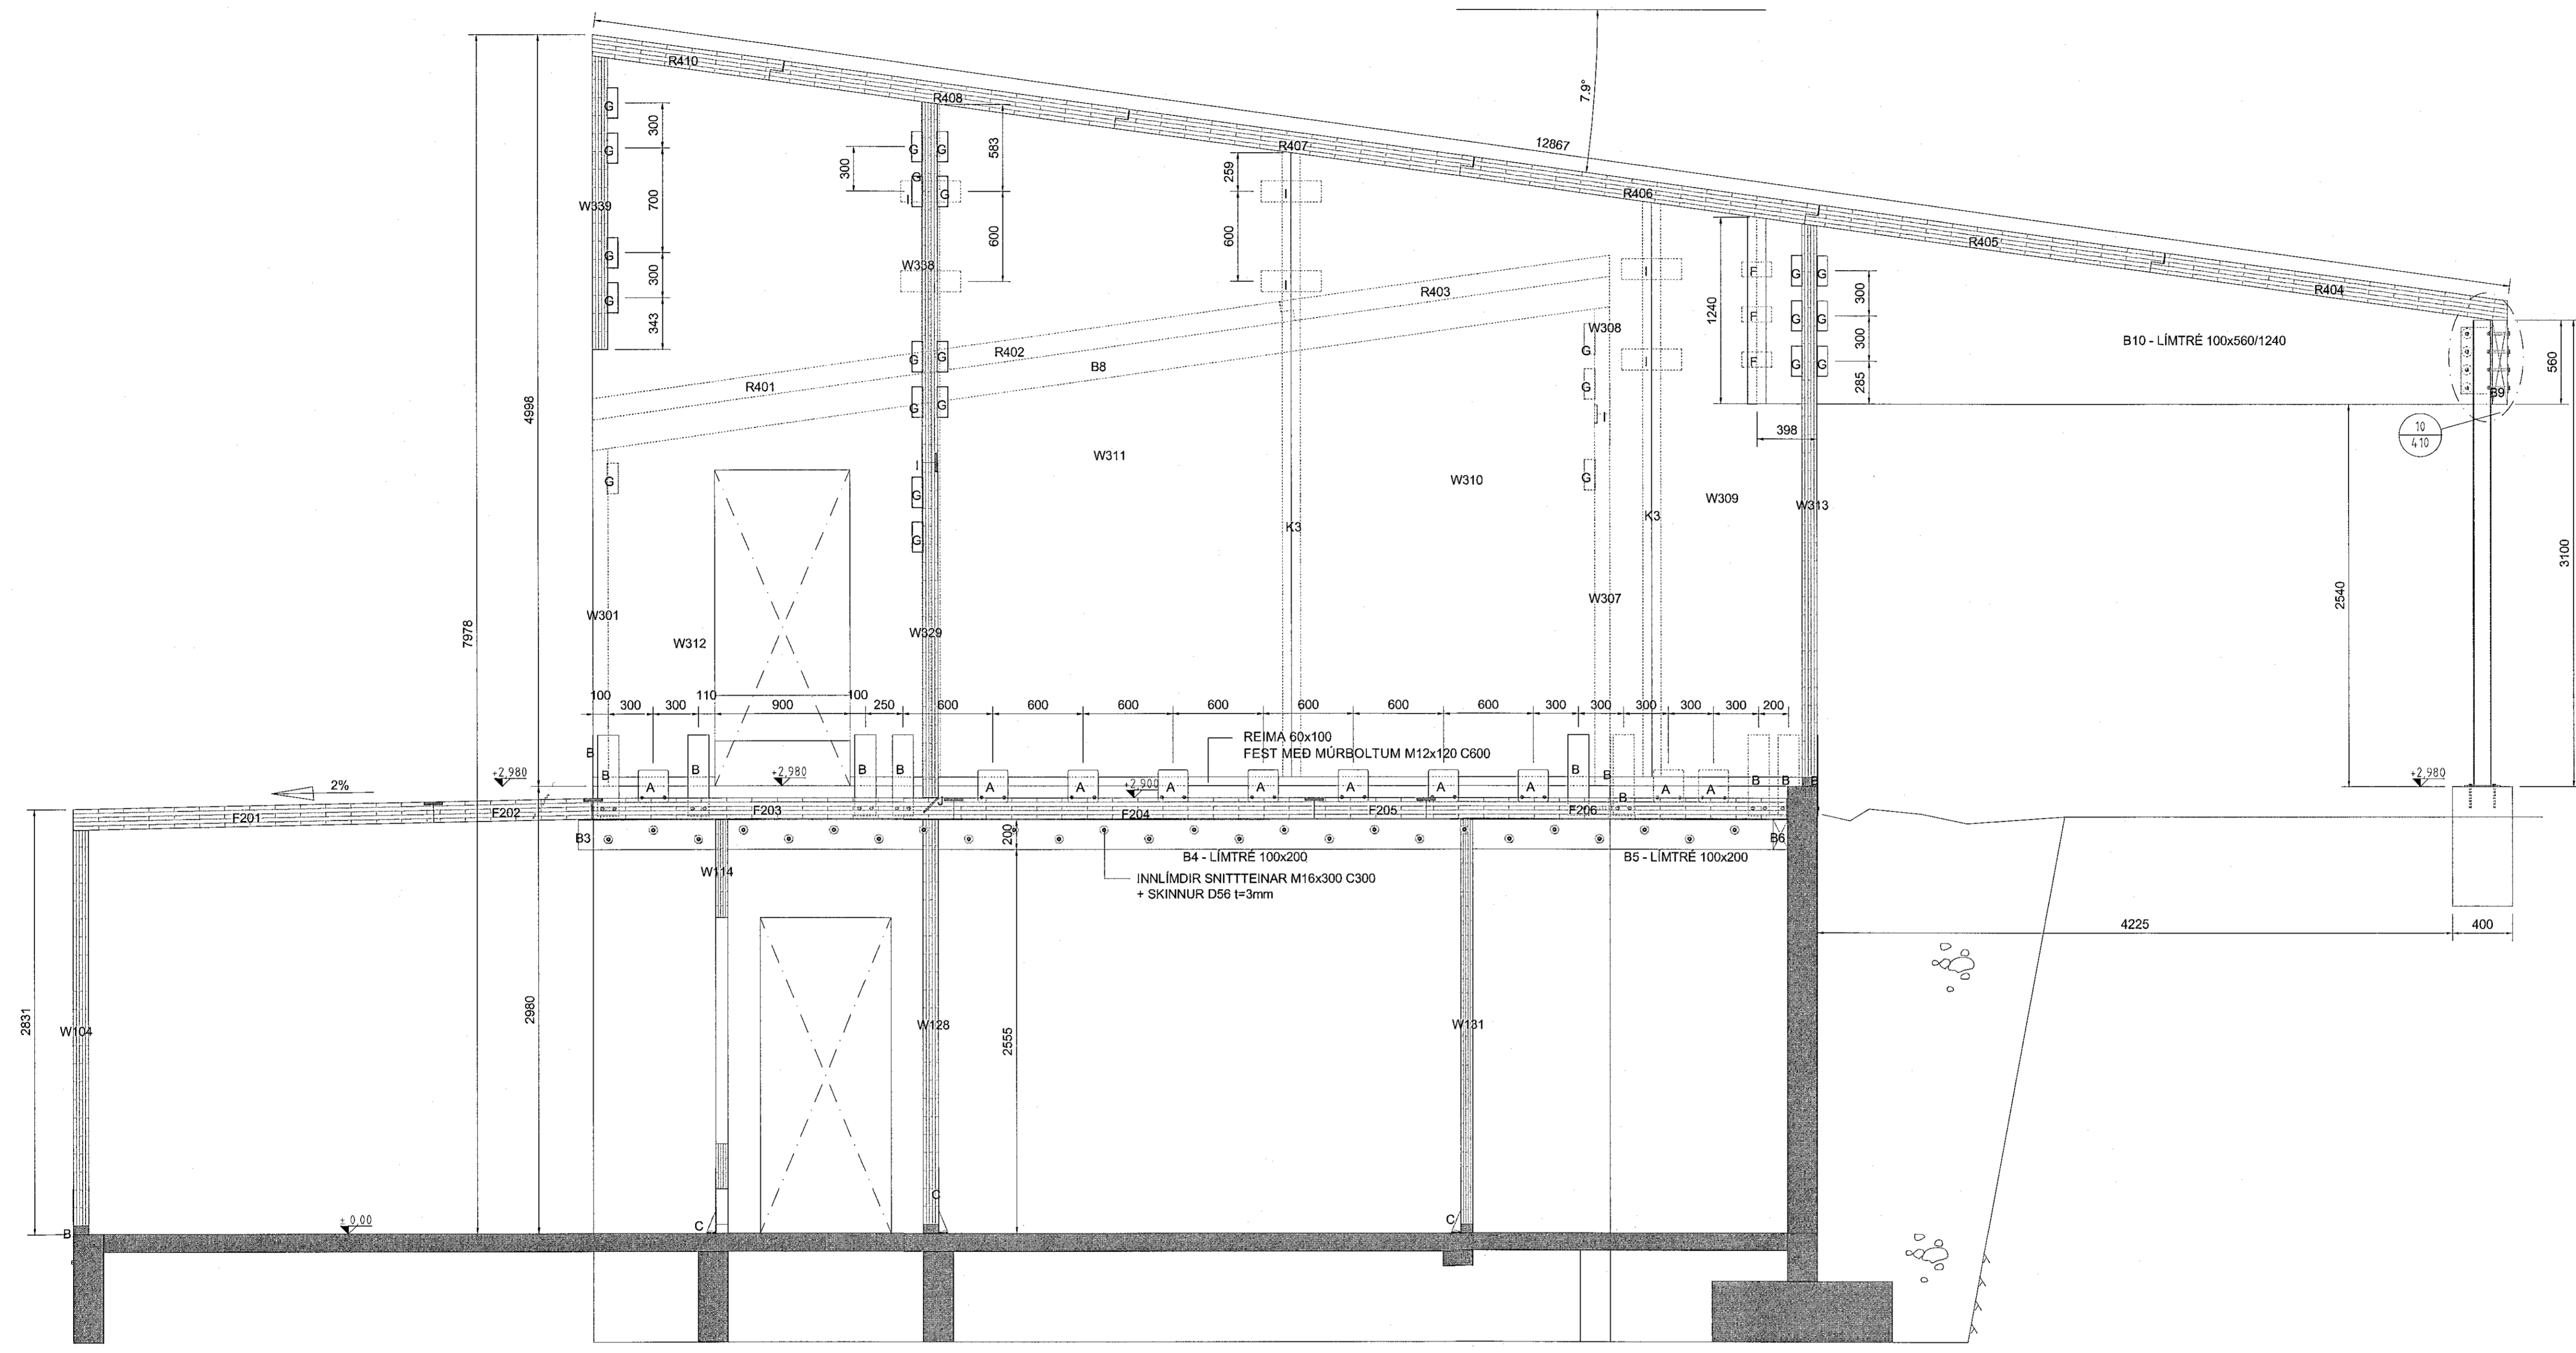 R410
R408
R407
R406
R405
R404
12867
7.9°
G
G
G
G
300
700
300
343
W339
300
G
G
G
G
I
583
600
W338
259
600
I
I
I
I
F
F
F
1240
G
G
G
G
G
G
300
300
285
398
B10 - LÍMTRÉ 100x560/1240
560
B9
10
410
3100
2540
7978
4998
R401
R402
R403
B8
G
G
G
G
G
I
G
G
W308
G
G
I
G
W311
W310
W309
W313
K3
K3
W301
W312
W329
W307
100
300
300
110
900
100
250
600
600
600
600
600
600
600
300
300
300
300
300
200
REIMA 60x100
FEST MEÐ MÚRBOLTUM M12x120 C600
2%
+2,980
+2,980
+2,900
+2,980
B
B
A
B
B
B
A
A
A
A
A
A
A
B
B
B
A
A
B
B
B
J
F201
F202
F203
F204
F205
F206
B3
200
B6
B4 - LÍMTRÉ 100x200
B5 - LÍMTRÉ 100x200
INNLÍMDIR SNITTTEINAR M16x300 C300
+ SKINNUR D56 t=3mm
W114
4225
400
2831
W104
2980
W128
2555
W131
C
C
C
± 0,00
B